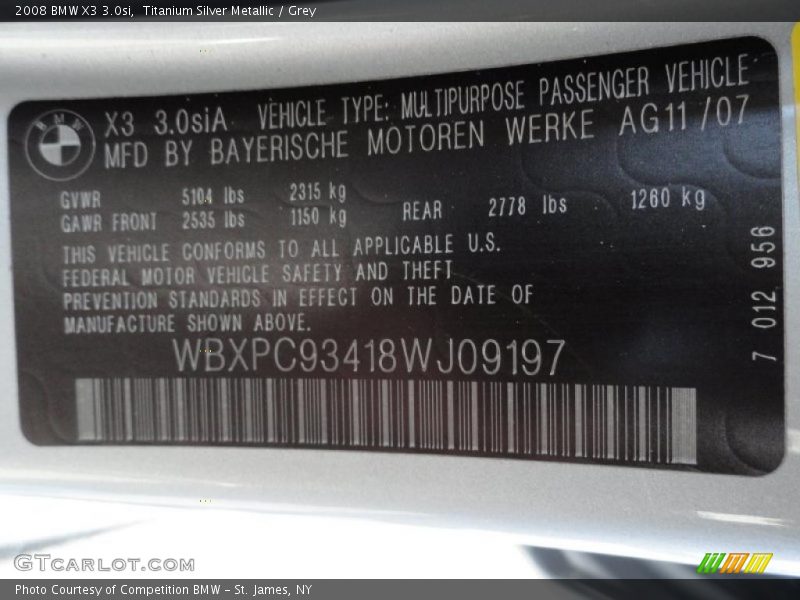 2008 BMW X3 3.0si, Titanium Silver Metallic / Grey
BMW
X3 3.0siA VEHICLE TYPE: MULTIPURPOSE PASSENGER VEHICLE
MFD BY BAYERISCHE MOTOREN WERKE AG 11/07
GVWR 5104 lbs 2315 kg
GAWR FRONT 2535 lbs 1150 kg REAR 2778 lbs 1260 kg
THIS VEHICLE CONFORMS TO ALL APPLICABLE U.S.
FEDERAL MOTOR VEHICLE SAFETY AND THEFT
PREVENTION STANDARDS IN EFFECT ON THE DATE OF
MANUFACTURE SHOWN ABOVE.
WBXPC93418WJ09197
7 012 956
GTCARLOT.COM
Photo Courtesy of Competition BMW - St. James, NY